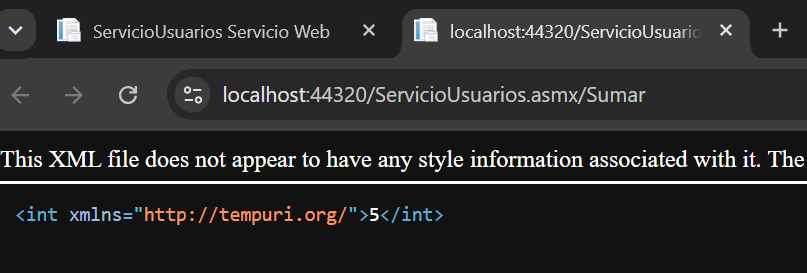 ServicioUsuarios Servicio Web
localhost:44320/ServicioUsuario
localhost:44320/ServicioUsuarios.asmx/Sumar
This XML file does not appear to have any style information associated with it. The
<int xmlns="http://tempuri.org/">5</int>